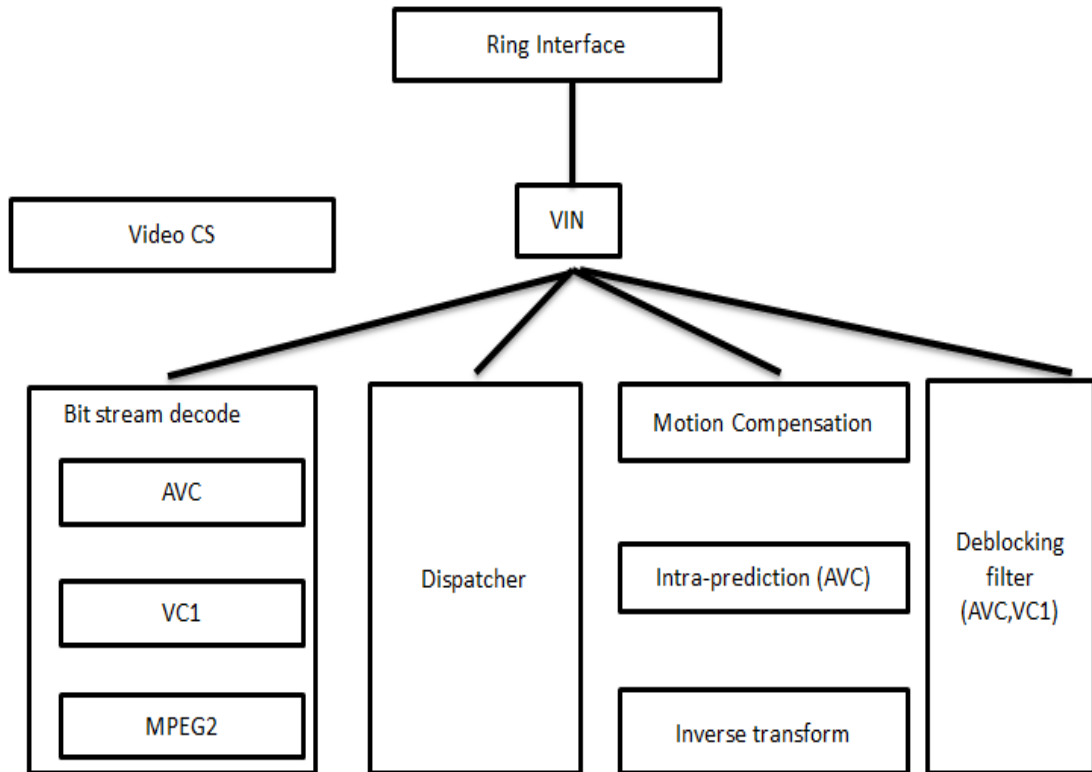 Ring Interface
Video CS
VIN
Bit stream decode
AVC
VC1
MPEG2
Dispatcher
Motion Compensation
Intra-prediction (AVC)
Inverse transform
Deblocking
filter
(AVC,VC1)